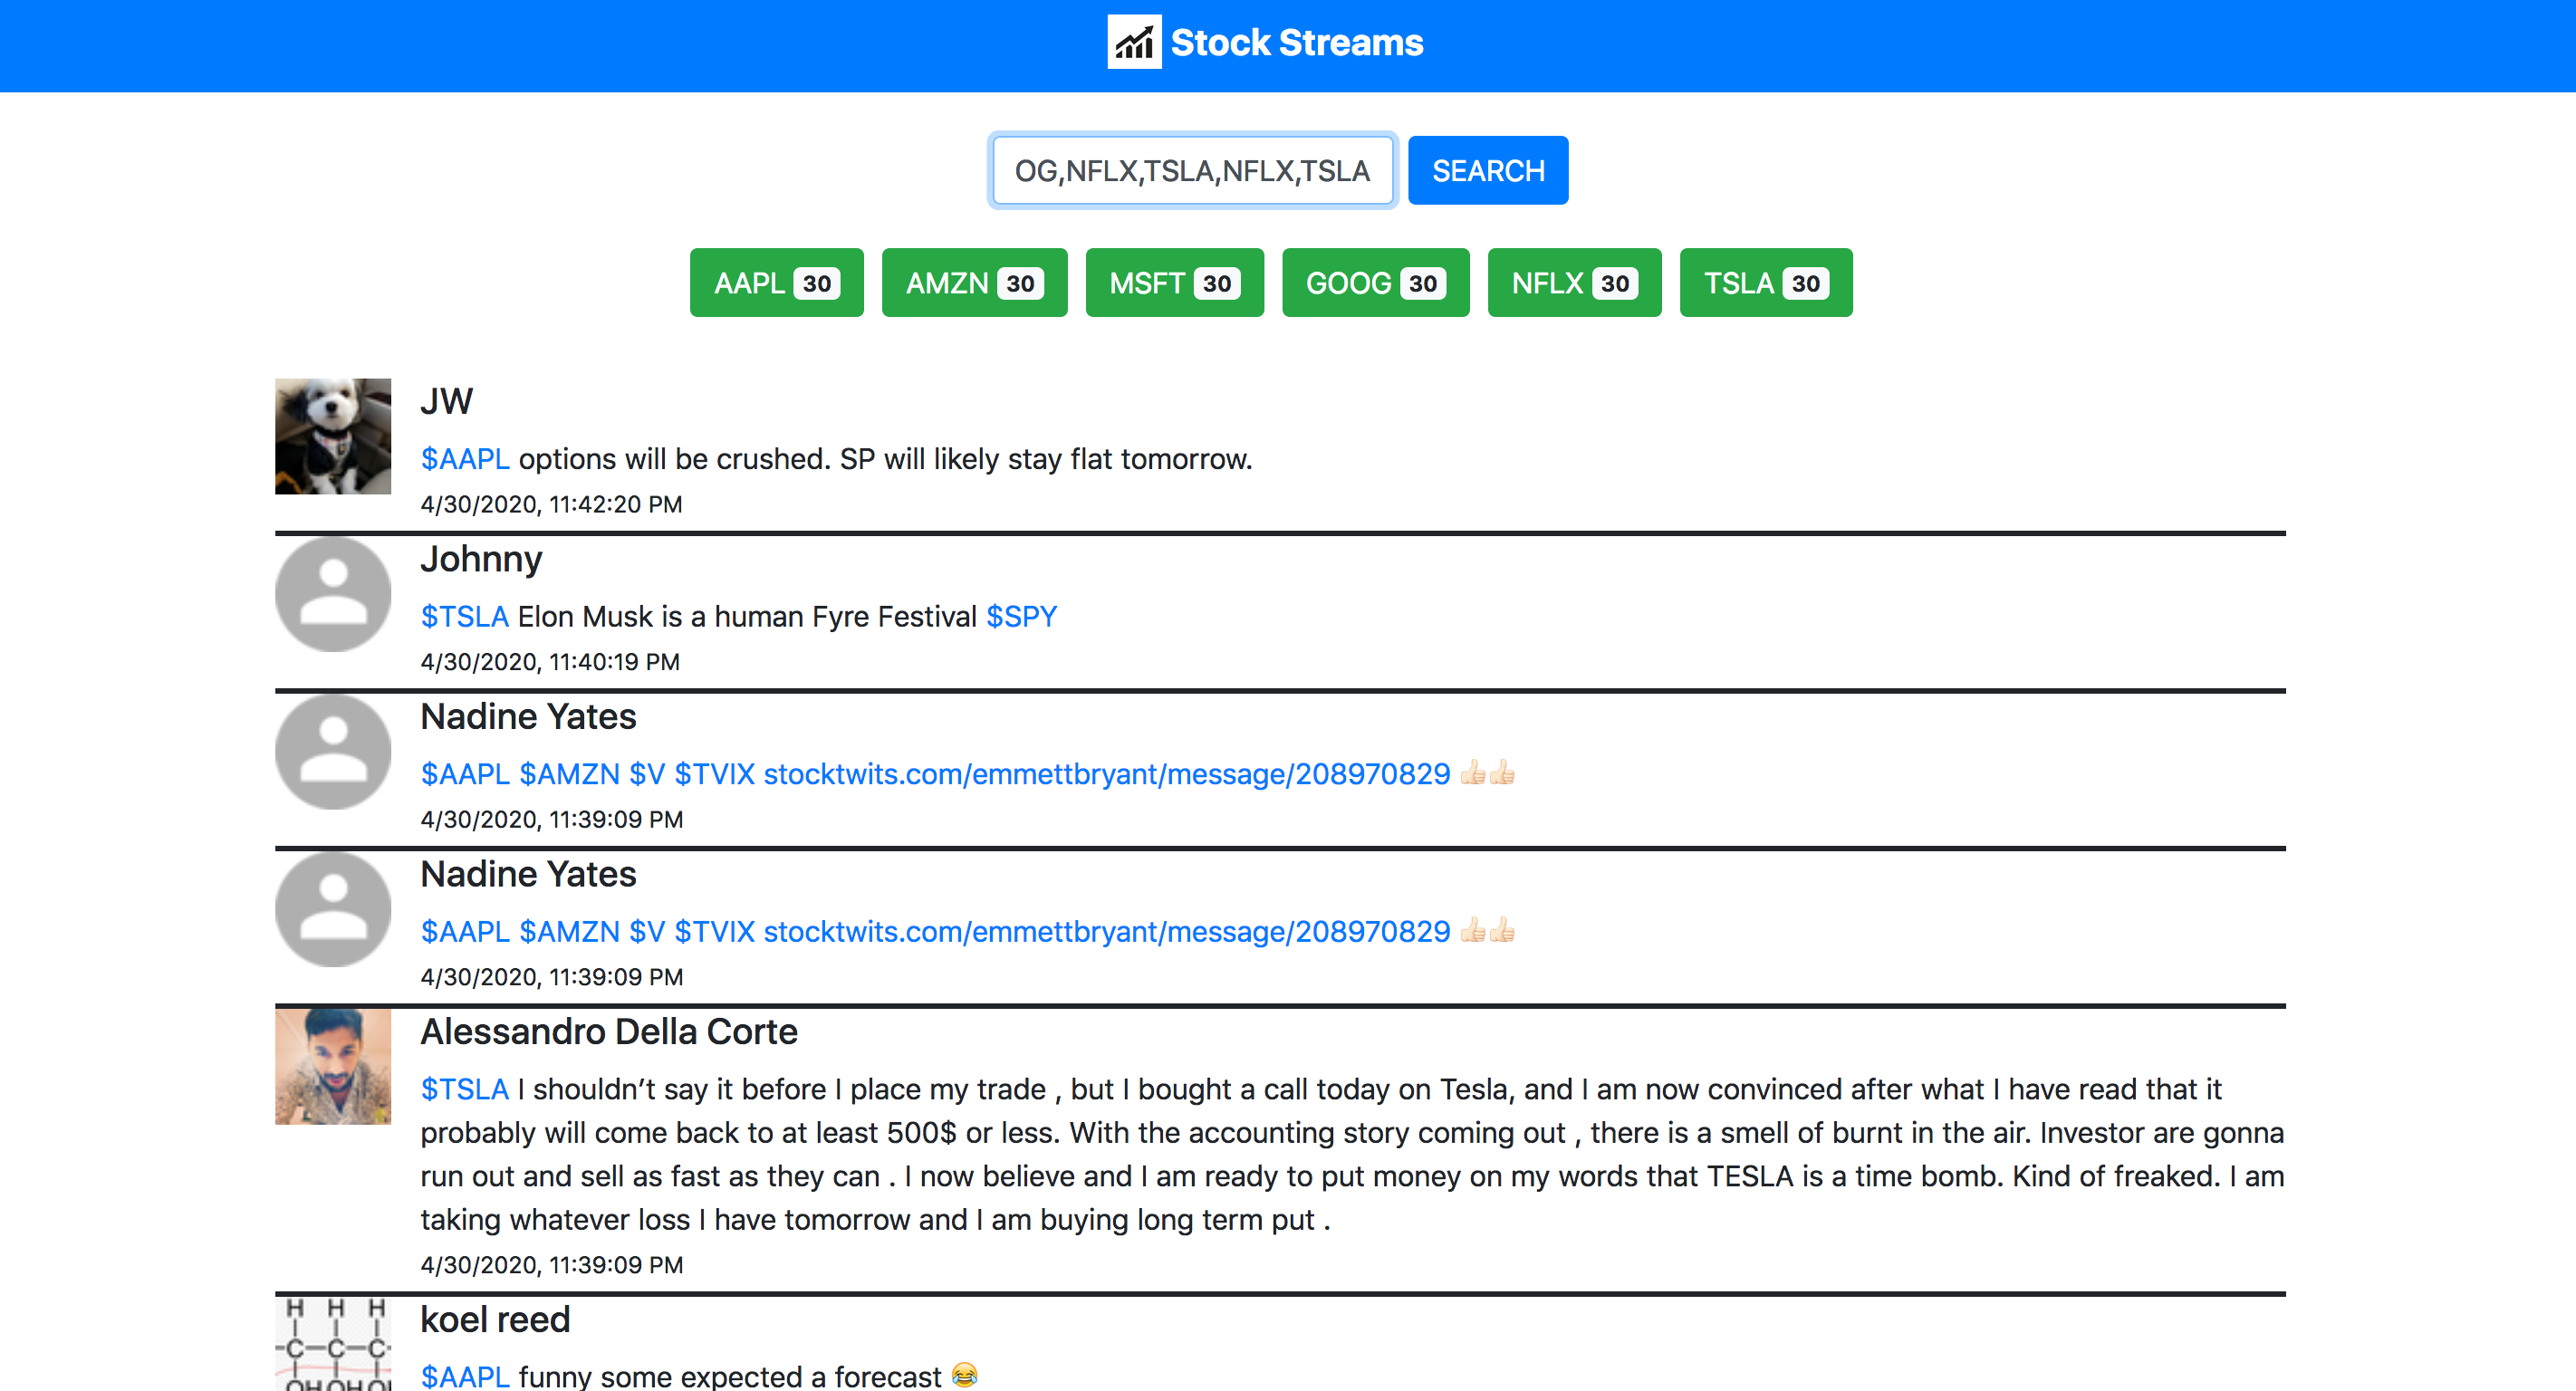 Stock Streams
OG,NFLX,TSLA,NFLX,TSLA
SEARCH
AAPL 30 AMZN 30 MSFT 30 GOOG 30 NFLX 30 TSLA 30
JW
$AAPL options will be crushed. SP will likely stay flat tomorrow.
4/30/2020, 11:42:20 PM
Johnny
$TSLA Elon Musk is a human Fyre Festival $SPY
4/30/2020, 11:40:19 PM
Nadine Yates
$AAPL $AMZN $V $TVIX stocktwits.com/emmettbryant/message/208970829 👍🏻👍🏻
4/30/2020, 11:39:09 PM
Nadine Yates
$AAPL $AMZN $V $TVIX stocktwits.com/emmettbryant/message/208970829 👍🏻👍🏻
4/30/2020, 11:39:09 PM
Alessandro Della Corte
$TSLA I shouldn’t say it before I place my trade , but I bought a call today on Tesla, and I am now convinced after what I have read that it
probably will come back to at least 500$ or less. With the accounting story coming out , there is a smell of burnt in the air. Investor are gonna
run out and sell as fast as they can . I now believe and I am ready to put money on my words that TESLA is a time bomb. Kind of freaked. I am
taking whatever loss I have tomorrow and I am buying long term put .
4/30/2020, 11:39:09 PM
H H H
C C C
OH OH OH
koel reed
$AAPL funny some expected a forecast 😂